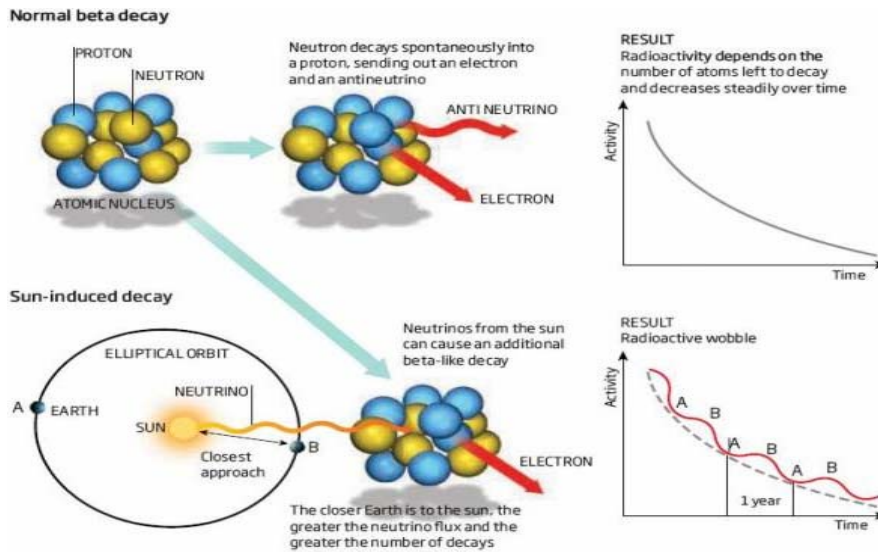 Normal beta decay
PROTON
NEUTRON
ATOMIC NUCLEUS
Neutron decays spontaneously into
a proton, sending out an electron
and an antineutrino
ANTI NEUTRINO
ELECTRON
RESULT
Radioactivity depends on the
number of atoms left to decay
and decreases steadily over time
Activity
Time
Sun-induced decay
ELLIPTICAL ORBIT
A
EARTH
NEUTRINO
SUN
Closest
approach
B
Neutrinos from the sun
can cause an additional
beta-like decay
ELECTRON
The closer Earth is to the sun, the
greater the neutrino flux and the
greater the number of decays
RESULT
Radioactive wobble
Activity
A
B
A
B
A
B
1 year
Time